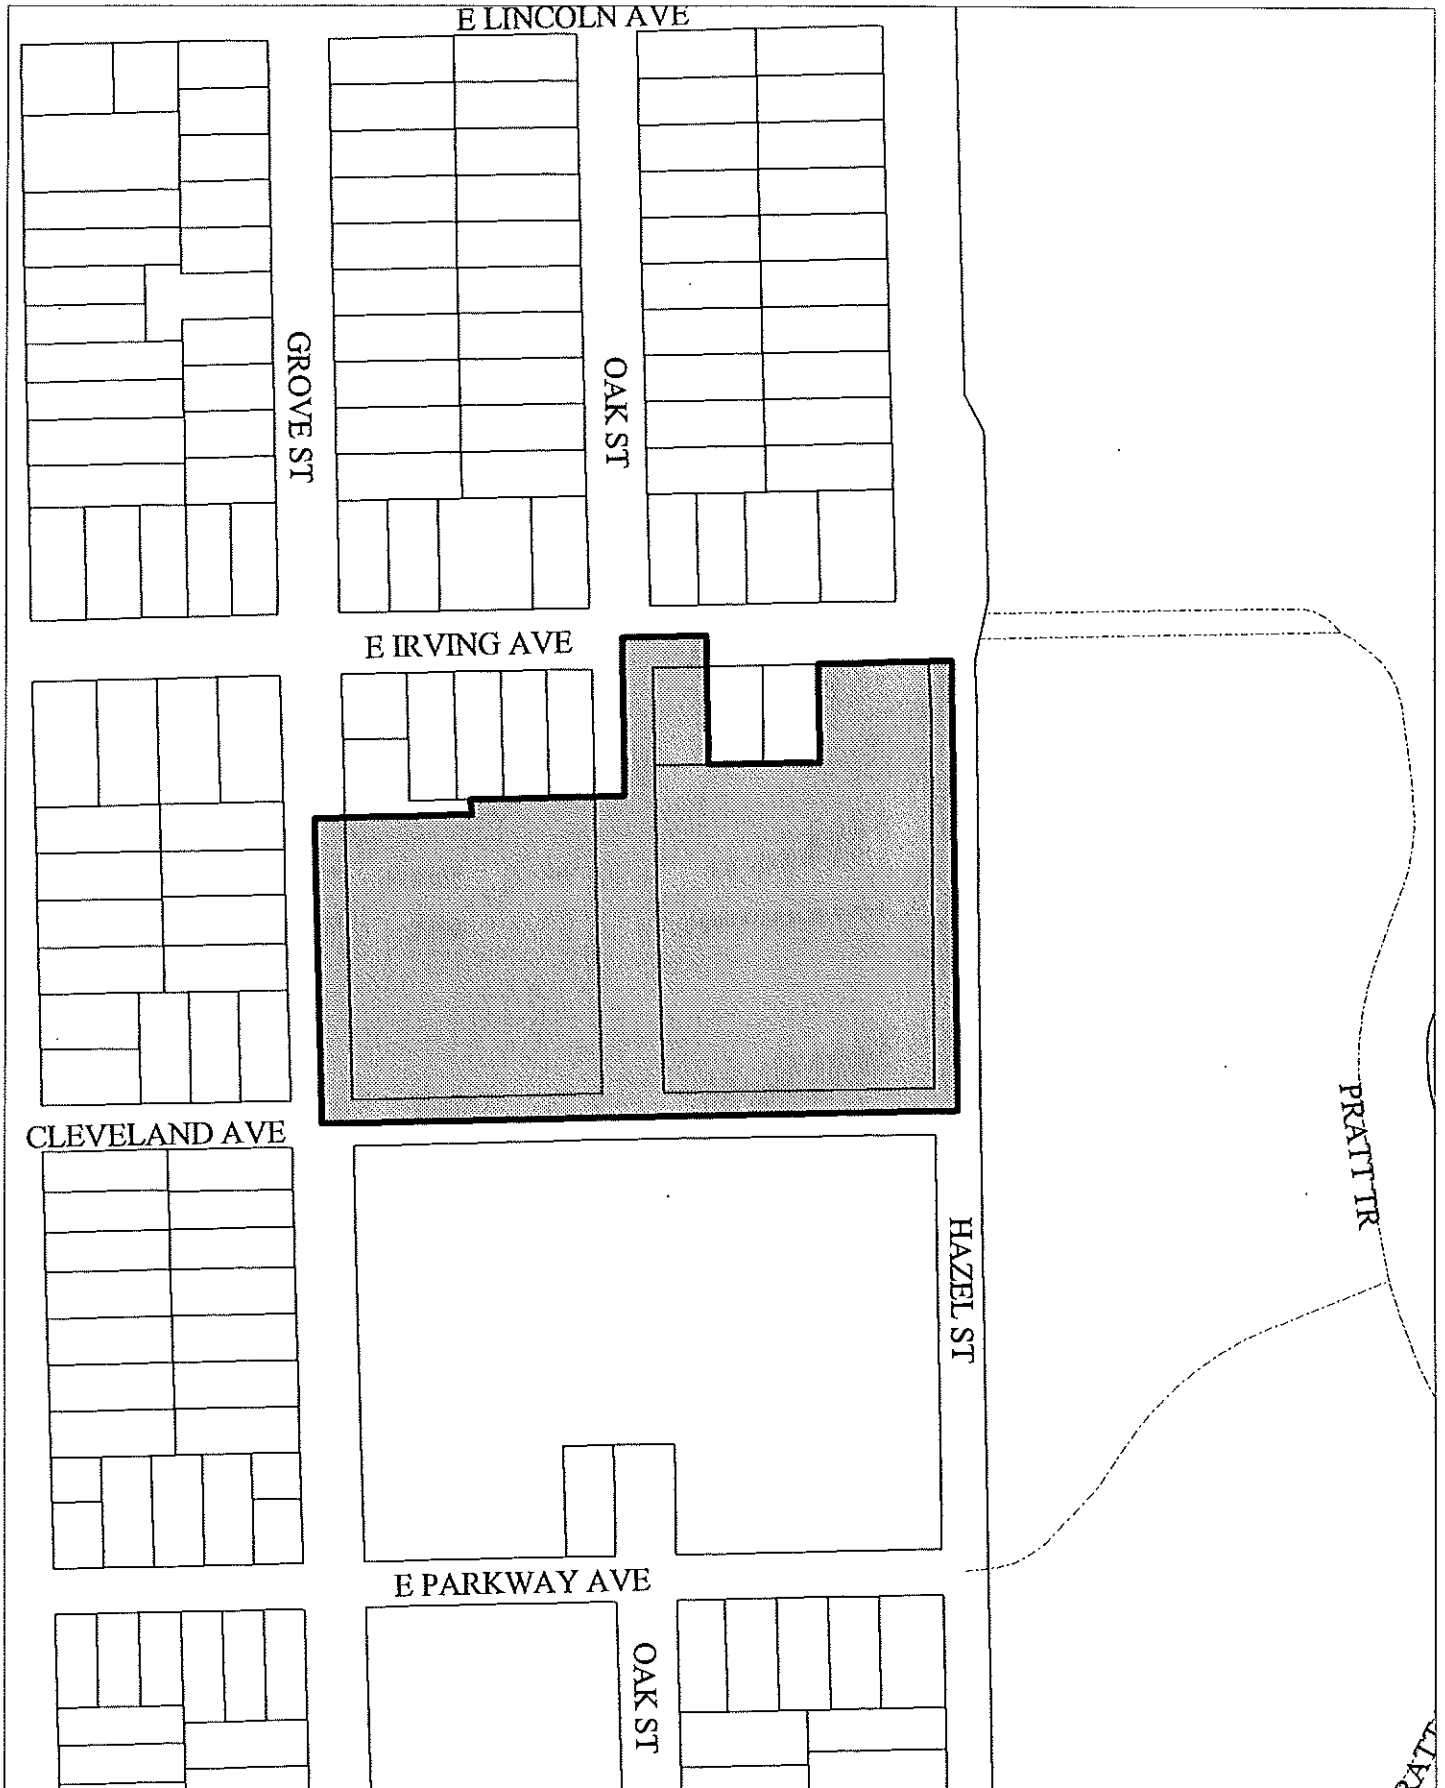 E LINCOLN AVE
GROVE ST
OAK ST
E IRVING AVE
CLEVELAND AVE
PRATT TR
HAZEL ST
E PARKWAY AVE
OAK ST